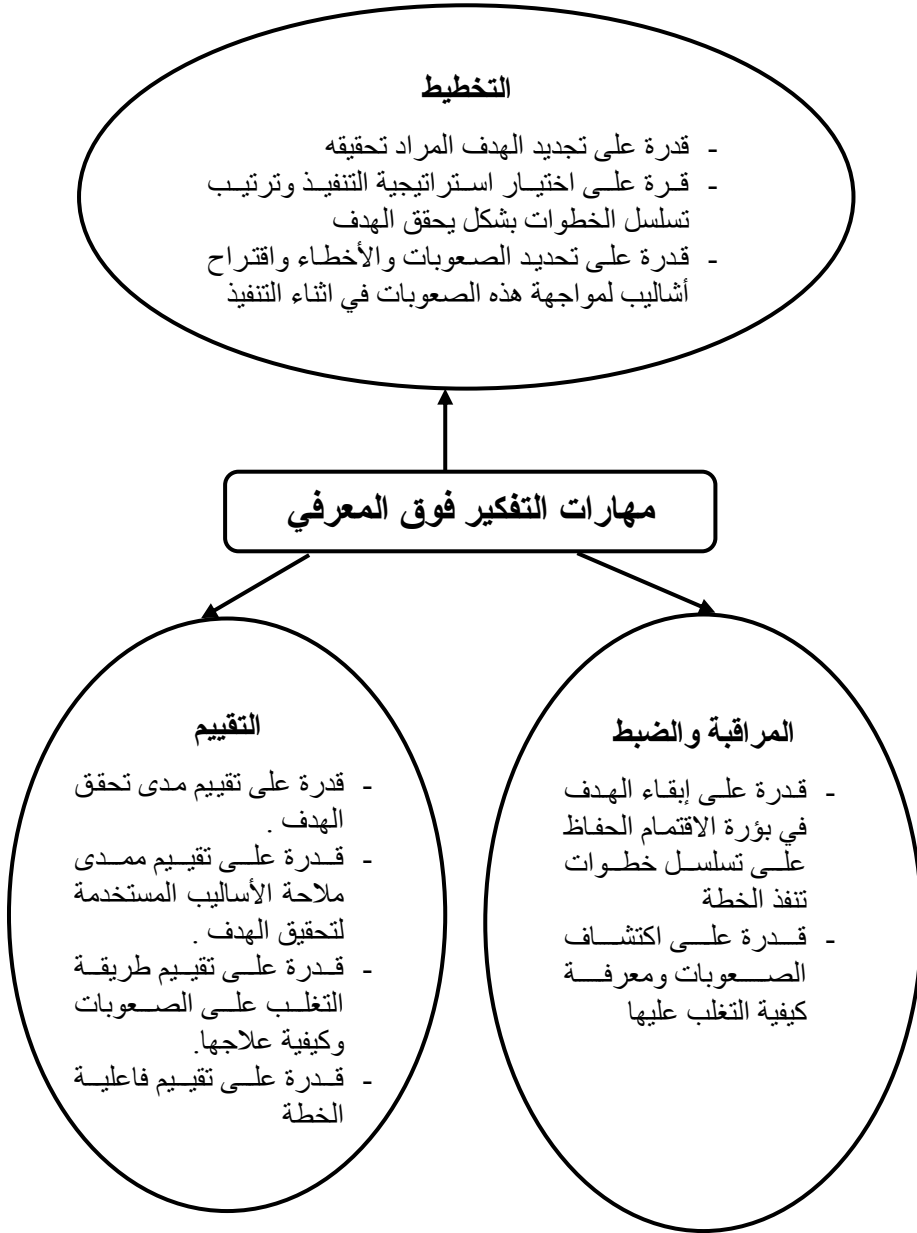 التخطيط
- قدرة على تجديد الهدف المراد تحقيقه
- قرة على اختيار استراتيجية التنفيذ وترتيب
تسلسل الخطوات بشكل يحقق الهدف
- قدرة على تحديد الصعوبات والأخطاء واقتراح
أشاليب لمواجهة هذه الصعوبات في اثناء التنفيذ
مهارات التفكير فوق المعرفي
المراقبة والضبط
- قدرة على إبقاء الهدف
في بؤرة الاقتمام الحفاظ
على تسلسل خطوات
تنفذ الخطة
- قدرة على اكتشاف
الصعوبات ومعرفة
كيفية التغلب عليها
التقييم
- قدرة على تقييم مدى تحقق
الهدف .
- قدرة على تقييم ممدى
ملاحة الأساليب المستخدمة
لتحقيق الهدف .
- قدرة على تقييم طريقة
التغلب على الصعوبات
وكيفية علاجها.
- قدرة على تقييم فاعلية
الخطة